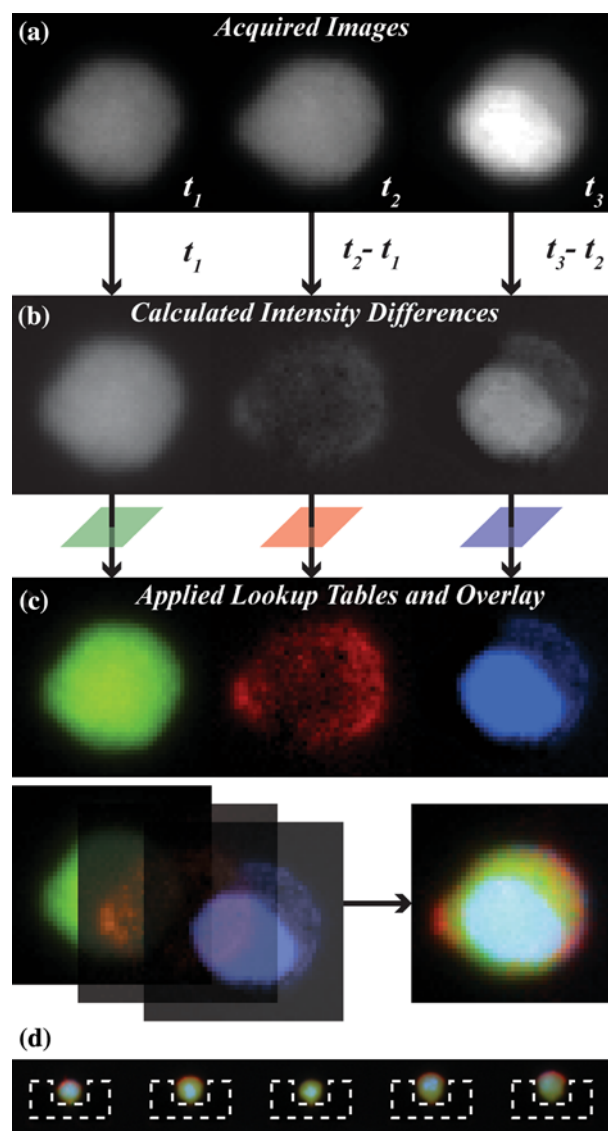 (a) Acquired Images
t1 t2 t3
t1 t2- t1 t3- t2
(b) Calculated Intensity Differences
(c) Applied Lookup Tables and Overlay
(d)